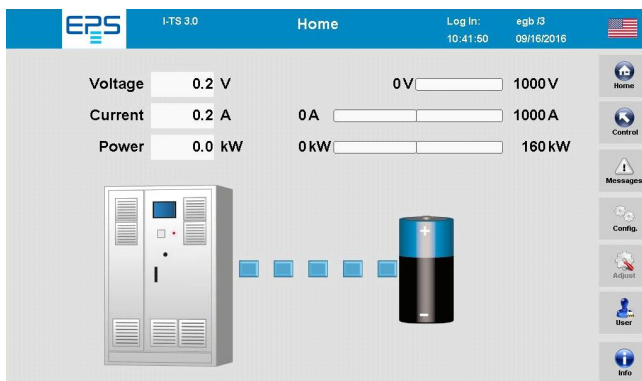 EPS I-TS 3.0 Home Log In: egb /3
10:41:50 09/16/2016
Voltage 0.2 V 0 V 1000 V
Current 0.2 A 0 A 1000 A
Power 0.0 kW 0 kW 160 kW
Home
Control
Messages
Config.
Adjust
User
Info
+
-